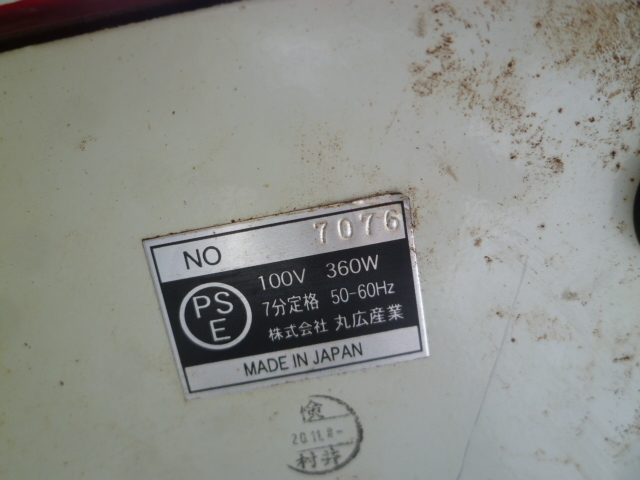 NO 7076
PS
E
100V 360W
7分定格 50-60Hz
株式会社 丸広産業
MADE IN JAPAN
検
20.11.8-
村井